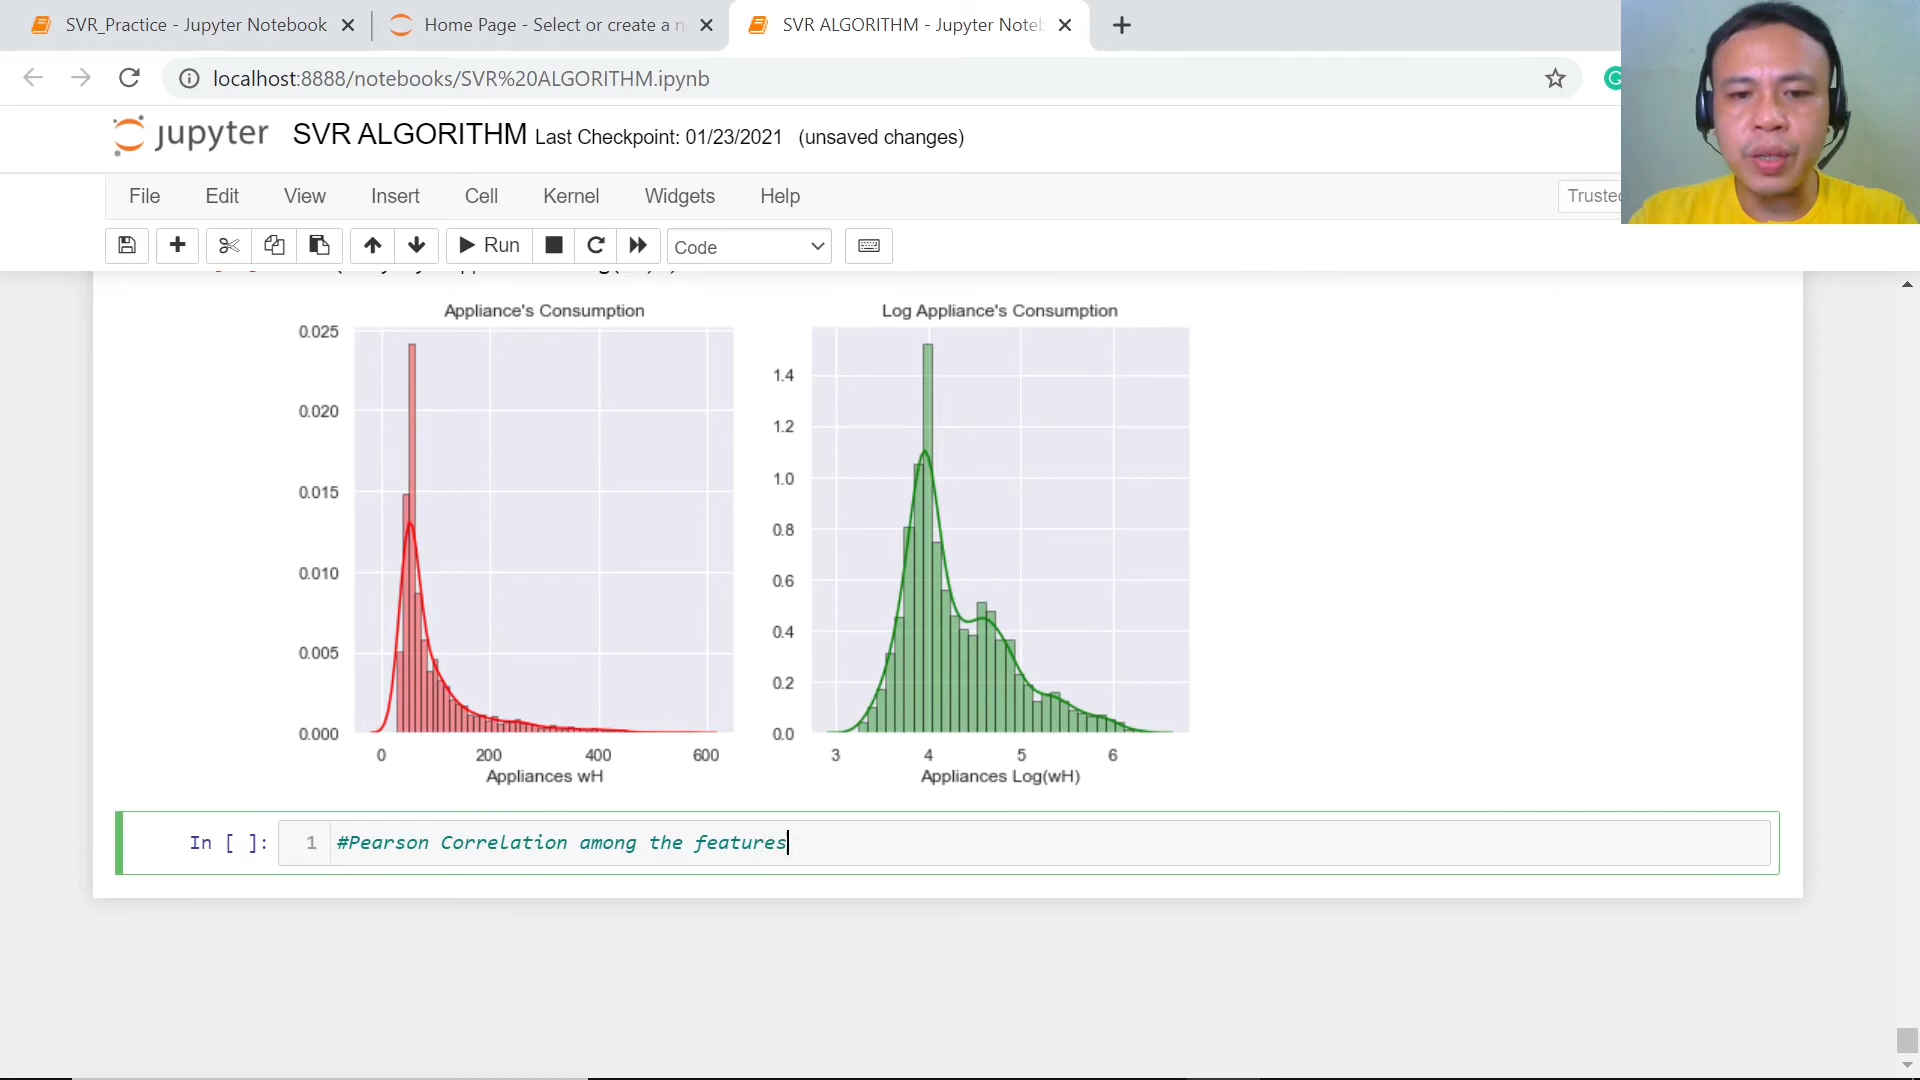 SVR_Practice - Jupyter Notebook
Home Page - Select or create a n
SVR ALGORITHM - Jupyter Noteb
localhost:8888/notebooks/SVR%20ALGORITHM.ipynb
jupyter SVR ALGORITHM Last Checkpoint: 01/23/2021 (unsaved changes)
File Edit View Insert Cell Kernel Widgets Help
Trusted
Run Code
Appliance's Consumption
0.025
0.020
0.015
0.010
0.005
0.000
0 200 400 600
Appliances wH
Log Appliance's Consumption
1.4
1.2
1.0
0.8
0.6
0.4
0.2
0.0
3 4 5 6
Appliances Log(wH)
In [ ]: 1 #Pearson Correlation among the features